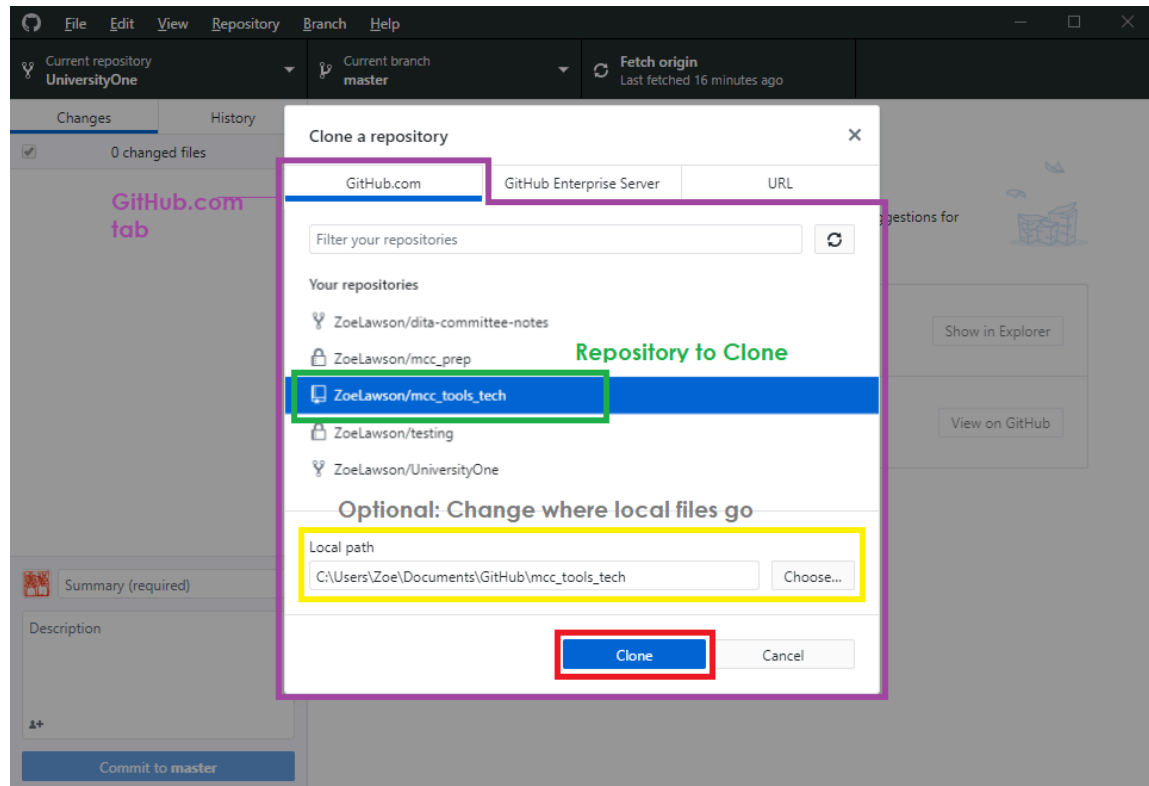 File Edit View Repository Branch Help
Current repository
UniversityOne
Current branch
master
Fetch origin
Last fetched 16 minutes ago
Changes History
0 changed files
GitHub.com
tab
Clone a repository
GitHub.com GitHub Enterprise Server URL
Filter your repositories
Your repositories
ZoeLawson/dita-committee-notes
ZoeLawson/mcc_prep
Repository to Clone
ZoeLawson/mcc_tools_tech
ZoeLawson/testing
ZoeLawson/UniversityOne
Optional: Change where local files go
Local path
C:\Users\Zoe\Documents\GitHub\mcc_tools_tech Choose...
Clone Cancel
ggestions for
Show in Explorer
View on GitHub
Summary (required)
Description
Commit to master